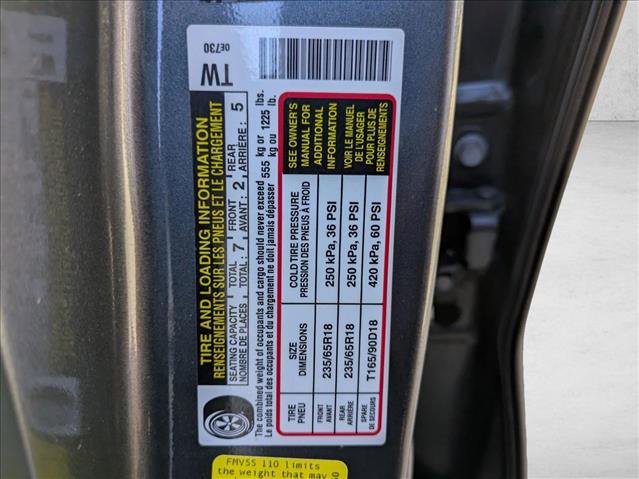 TIRE AND LOADING INFORMATION
RENSEIGNEMENTS SUR LES PNEUS ET LE CHARGEMENT
SEATING CAPACITY TOTAL: 7 FRONT 2 REAR 5
NOMBRE DE PLACES TOTAL: AVANT: ARRIÈRE:
The combined weight of occupants and cargo should never exceed 555 kg or 1225 lbs.
Le poids total des occupants et du chargement ne doit jamais dépasser kg ou lb.
TIRE SIZE COLD TIRE PRESSURE
PNEU DIMENSIONS PRESSION DES PNEUS À FROID
FRONT 235/65R18 250 kPa, 36 PSI
AVANT
REAR 235/65R18 250 kPa, 36 PSI
ARRIÈRE
SPARE T165/90D18 420 kPa, 60 PSI
DE SECOURS
SEE OWNER'S
MANUAL FOR
ADDITIONAL
INFORMATION
VOIR LE MANUEL
DE L'USAGER
POUR PLUS DE
RENSEIGNEMENTS
TW
0E730
FMVSS 110 limits
the weight that may